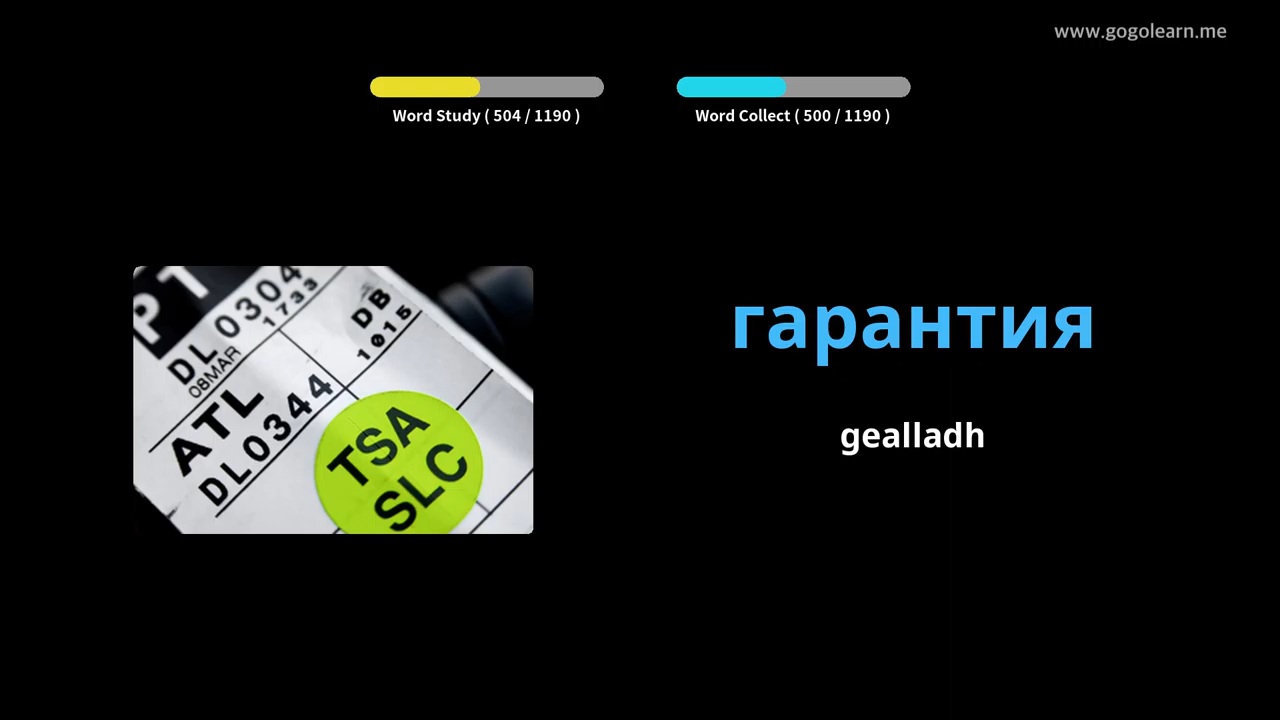 www.gogolearn.me
Word Study ( 504 / 1190 )
Word Collect ( 500 / 1190 )
P1
DL0304
1733
08MAR
DB
1015
ATL
DL0344
TSA
SLC
гарантия
gealladh